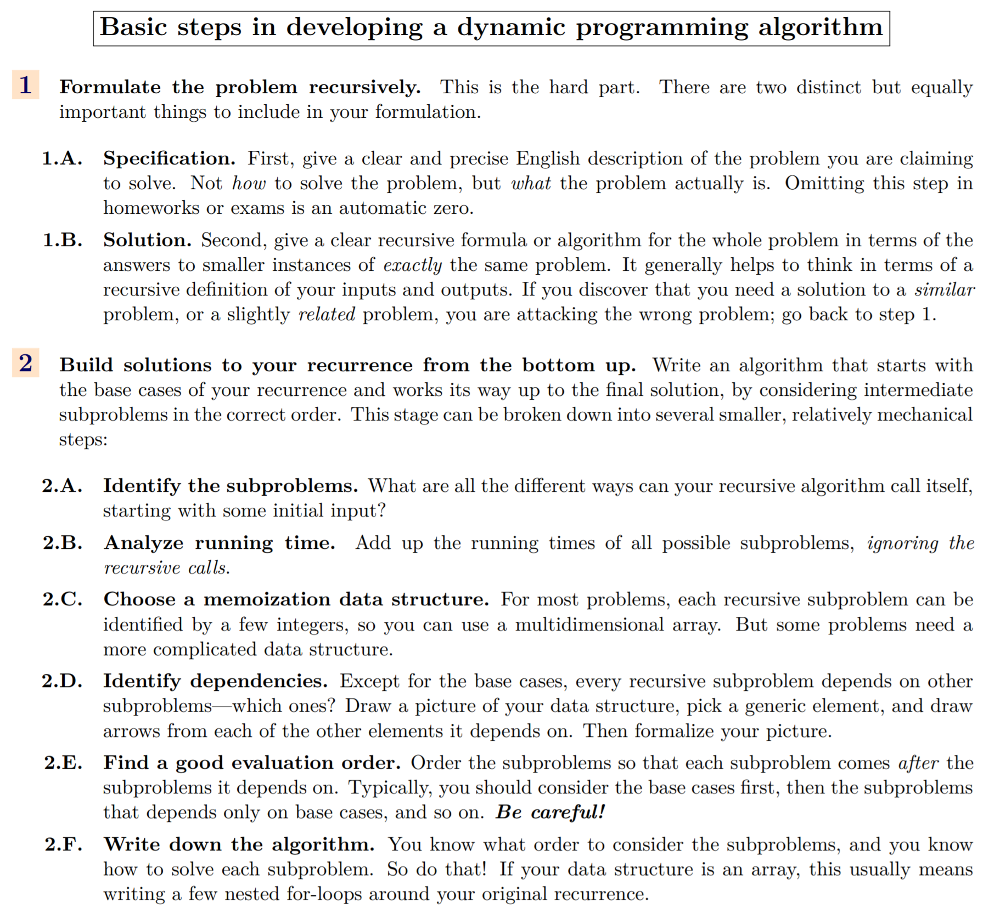 Basic steps in developing a dynamic programming algorithm
1 Formulate the problem recursively. This is the hard part. There are two distinct but equally
important things to include in your formulation.
1.A. Specification. First, give a clear and precise English description of the problem you are claiming
to solve. Not how to solve the problem, but what the problem actually is. Omitting this step in
homeworks or exams is an automatic zero.
1.B. Solution. Second, give a clear recursive formula or algorithm for the whole problem in terms of the
answers to smaller instances of exactly the same problem. It generally helps to think in terms of a
recursive definition of your inputs and outputs. If you discover that you need a solution to a similar
problem, or a slightly related problem, you are attacking the wrong problem; go back to step 1.
2 Build solutions to your recurrence from the bottom up. Write an algorithm that starts with
the base cases of your recurrence and works its way up to the final solution, by considering intermediate
subproblems in the correct order. This stage can be broken down into several smaller, relatively mechanical
steps:
2.A. Identify the subproblems. What are all the different ways can your recursive algorithm call itself,
starting with some initial input?
2.B. Analyze running time. Add up the running times of all possible subproblems, ignoring the
recursive calls.
2.C. Choose a memoization data structure. For most problems, each recursive subproblem can be
identified by a few integers, so you can use a multidimensional array. But some problems need a
more complicated data structure.
2.D. Identify dependencies. Except for the base cases, every recursive subproblem depends on other
subproblems—which ones? Draw a picture of your data structure, pick a generic element, and draw
arrows from each of the other elements it depends on. Then formalize your picture.
2.E. Find a good evaluation order. Order the subproblems so that each subproblem comes after the
subproblems it depends on. Typically, you should consider the base cases first, then the subproblems
that depends only on base cases, and so on. Be careful!
2.F. Write down the algorithm. You know what order to consider the subproblems, and you know
how to solve each subproblem. So do that! If your data structure is an array, this usually means
writing a few nested for-loops around your original recurrence.